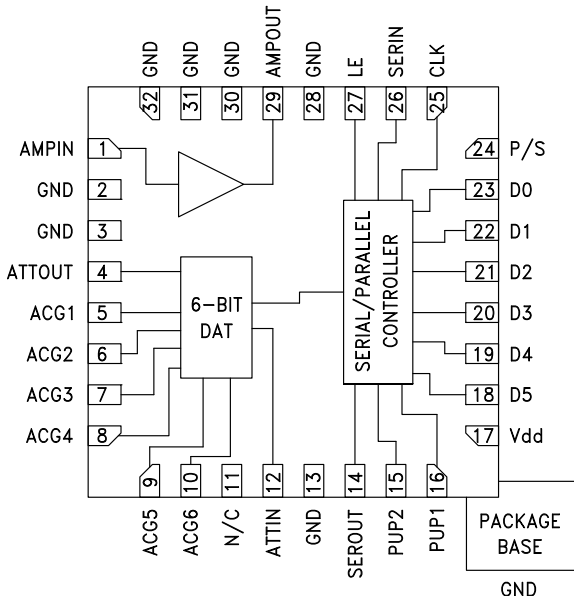 GND
GND
GND
AMPOUT
GND
LE
SERIN
CLK
32
31
30
29
28
27
26
25
AMPIN 1
GND 2
GND 3
ATTOUT 4
ACG1 5
ACG2 6
ACG3 7
ACG4 8
6-BIT
DAT
SERIAL/PARALLEL
CONTROLLER
24 P/S
23 D0
22 D1
21 D2
20 D3
19 D4
18 D5
17 Vdd
9
10
11
12
13
14
15
16
ACG5
ACG6
N/C
ATTIN
GND
SEROUT
PUP2
PUP1
PACKAGE
BASE
GND